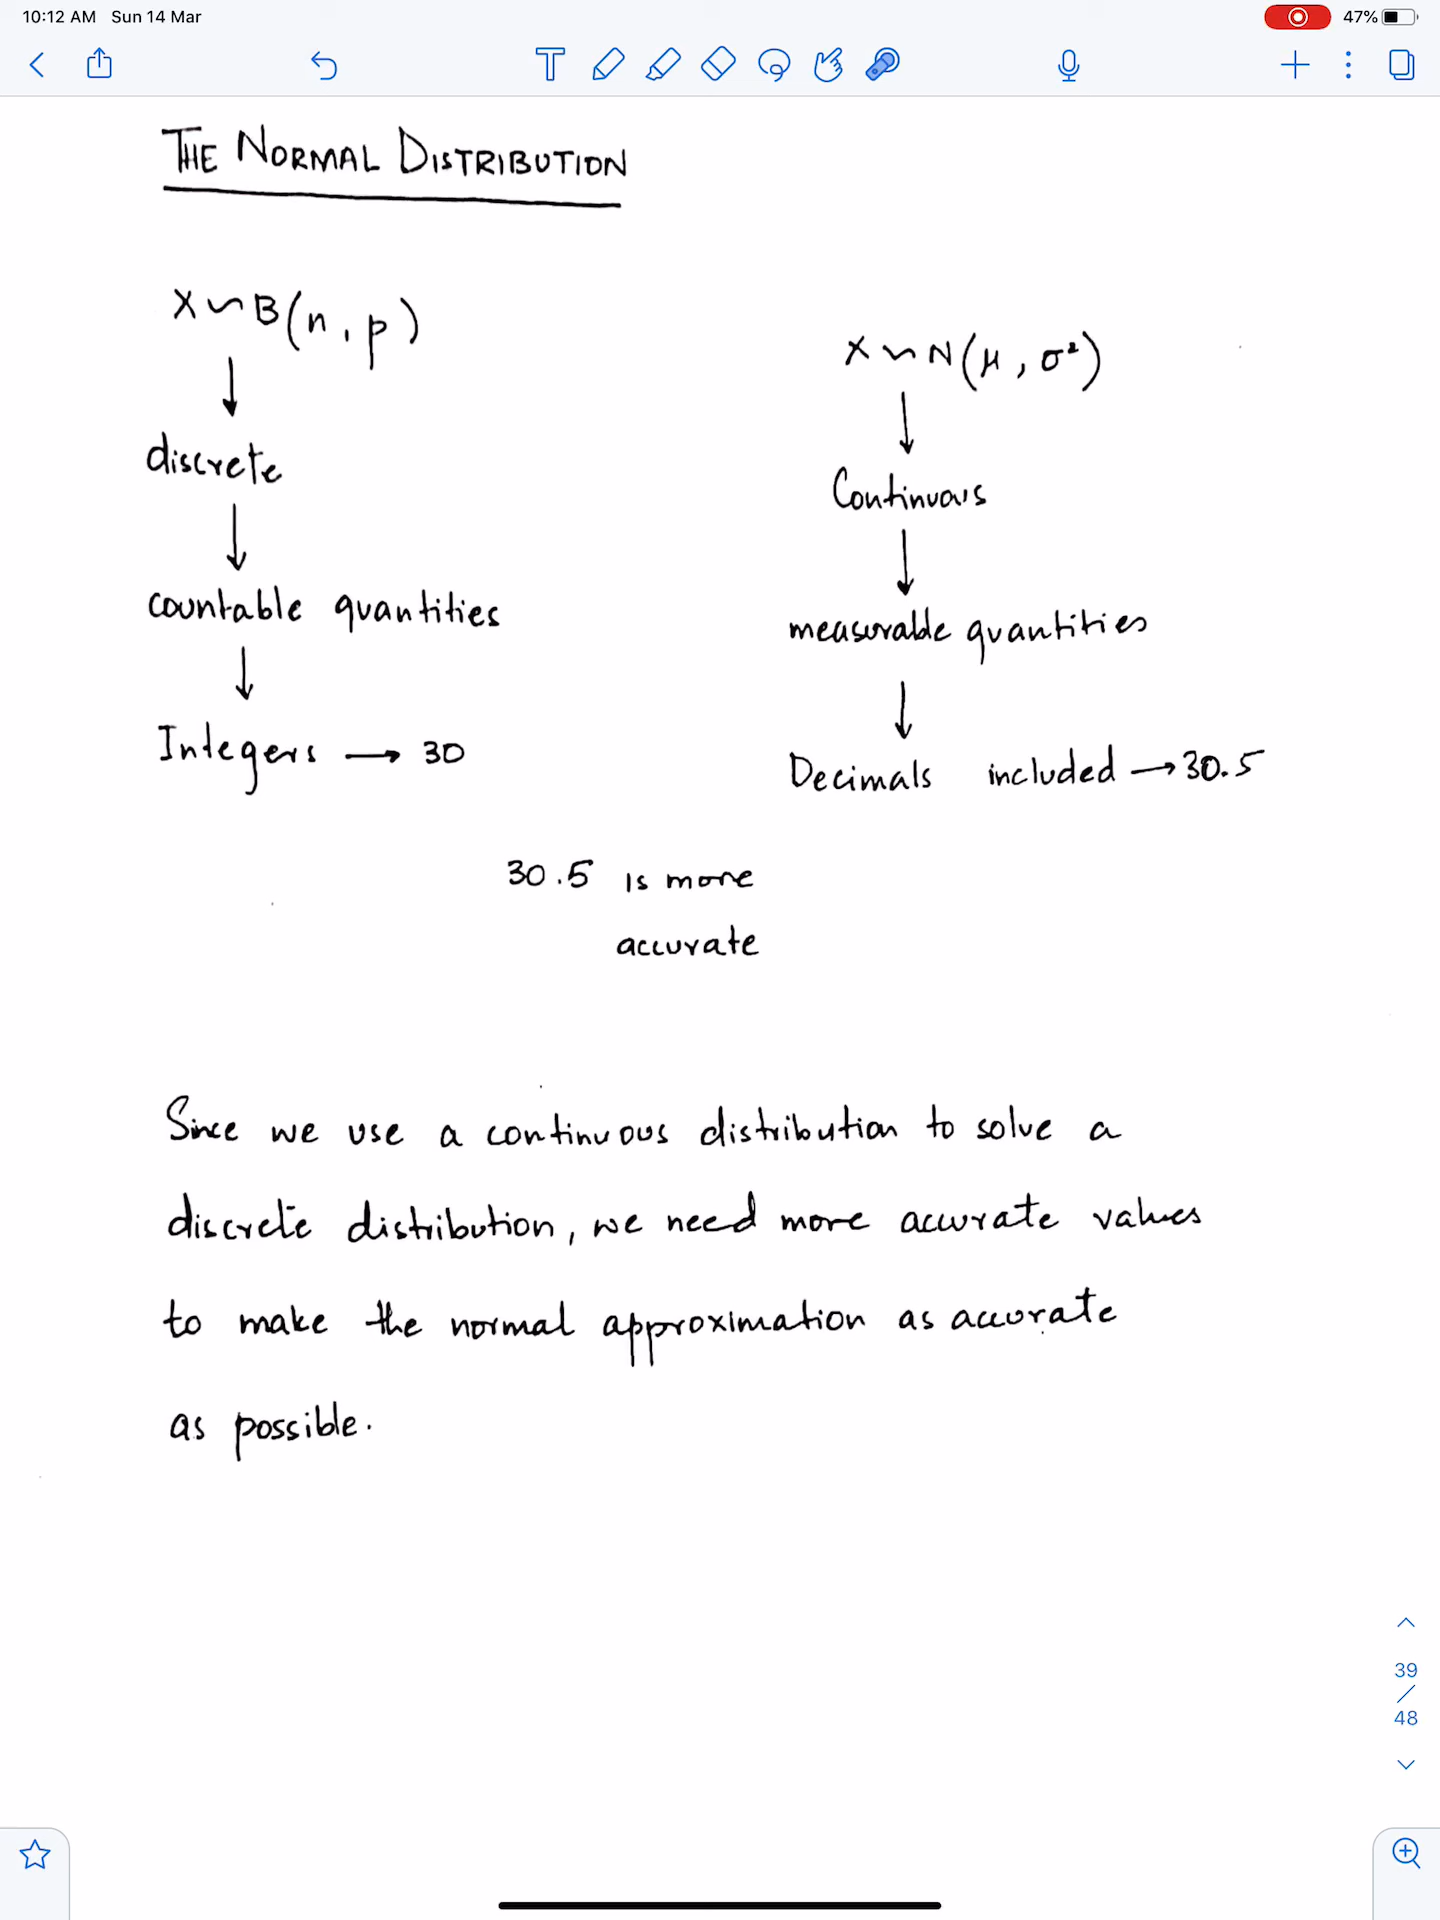 10:12 AM Sun 14 Mar
47%
THE NORMAL DISTRIBUTION
X ~ B(n, p)
X ~ N(μ, σ²)
discrete
Continuous
countable quantities
measurable quantities
Integers → 30
Decimals included → 30.5
30.5 is more
accurate
Since we use a continuous distribution to solve a
discrete distribution, we need more accurate values
to make the normal approximation as accurate
as possible.
39
/
48